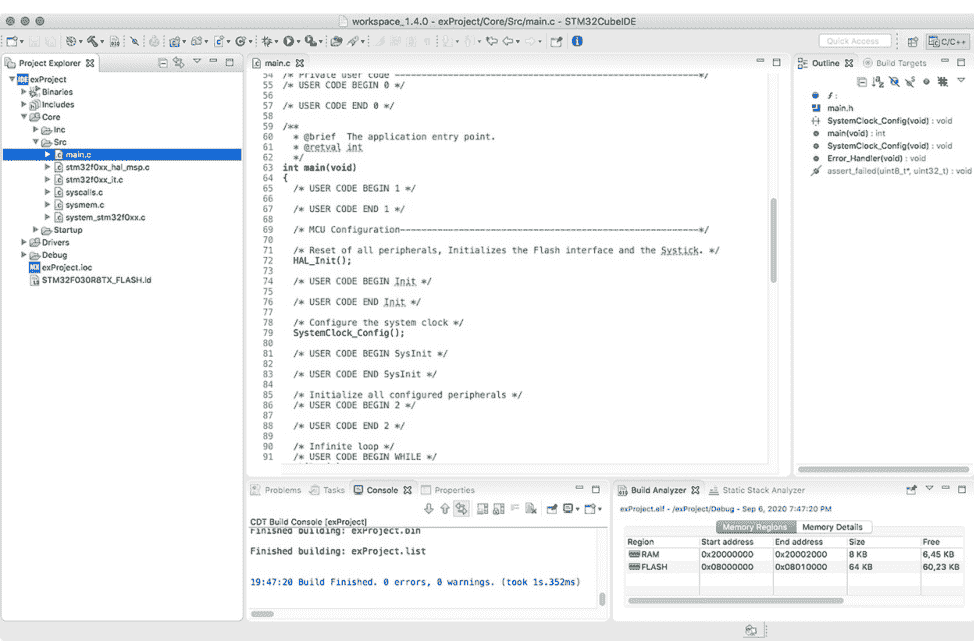 workspace_1.4.0 - exProject/Core/Src/main.c - STM32CubeIDE
Quick Access
C/C++
Project Explorer
exProject
Binaries
Includes
Core
Inc
Src
main.c
stm32f0xx_hal_msp.c
stm32f0xx_it.c
syscalls.c
sysmem.c
system_stm32f0xx.c
Startup
Drivers
Debug
exProject.ioc
STM32F030R8TX_FLASH.ld
main.c
54 /* Private user code ---------------------------------------------------------*/
55 /* USER CODE BEGIN 0 */
56
57 /* USER CODE END 0 */
58
59 /**
60 * @brief The application entry point.
61 * @retval int
62 */
63 int main(void)
64 {
65 /* USER CODE BEGIN 1 */
66
67 /* USER CODE END 1 */
68
69 /* MCU Configuration--------------------------------------------------------*/
70
71 /* Reset of all peripherals, Initializes the Flash interface and the Systick. */
72 HAL_Init();
73
74 /* USER CODE BEGIN Init */
75
76 /* USER CODE END Init */
77
78 /* Configure the system clock */
79 SystemClock_Config();
80
81 /* USER CODE BEGIN SysInit */
82
83 /* USER CODE END SysInit */
84
85 /* Initialize all configured peripherals */
86 /* USER CODE BEGIN 2 */
87
88 /* USER CODE END 2 */
89
90 /* Infinite loop */
91 /* USER CODE BEGIN WHILE */
Outline Build Targets
f :
main.h
SystemClock_Config(void) : void
main(void) : int
SystemClock_Config(void) : void
Error_Handler(void) : void
assert_failed(uint8_t*, uint32_t) : void
Problems Tasks Console Properties
CDT Build Console [exProject]
Finished building: exProject.bin
Finished building: exProject.list
19:47:20 Build Finished. 0 errors, 0 warnings. (took 1s.352ms)
Build Analyzer Static Stack Analyzer
exProject.elf - /exProject/Debug - Sep 6, 2020 7:47:20 PM
Memory Regions Memory Details
Region Start address End address Size Free
RAM 0x20000000 0x20002000 8 KB 6,45 KB
FLASH 0x08000000 0x08010000 64 KB 60,23 KB